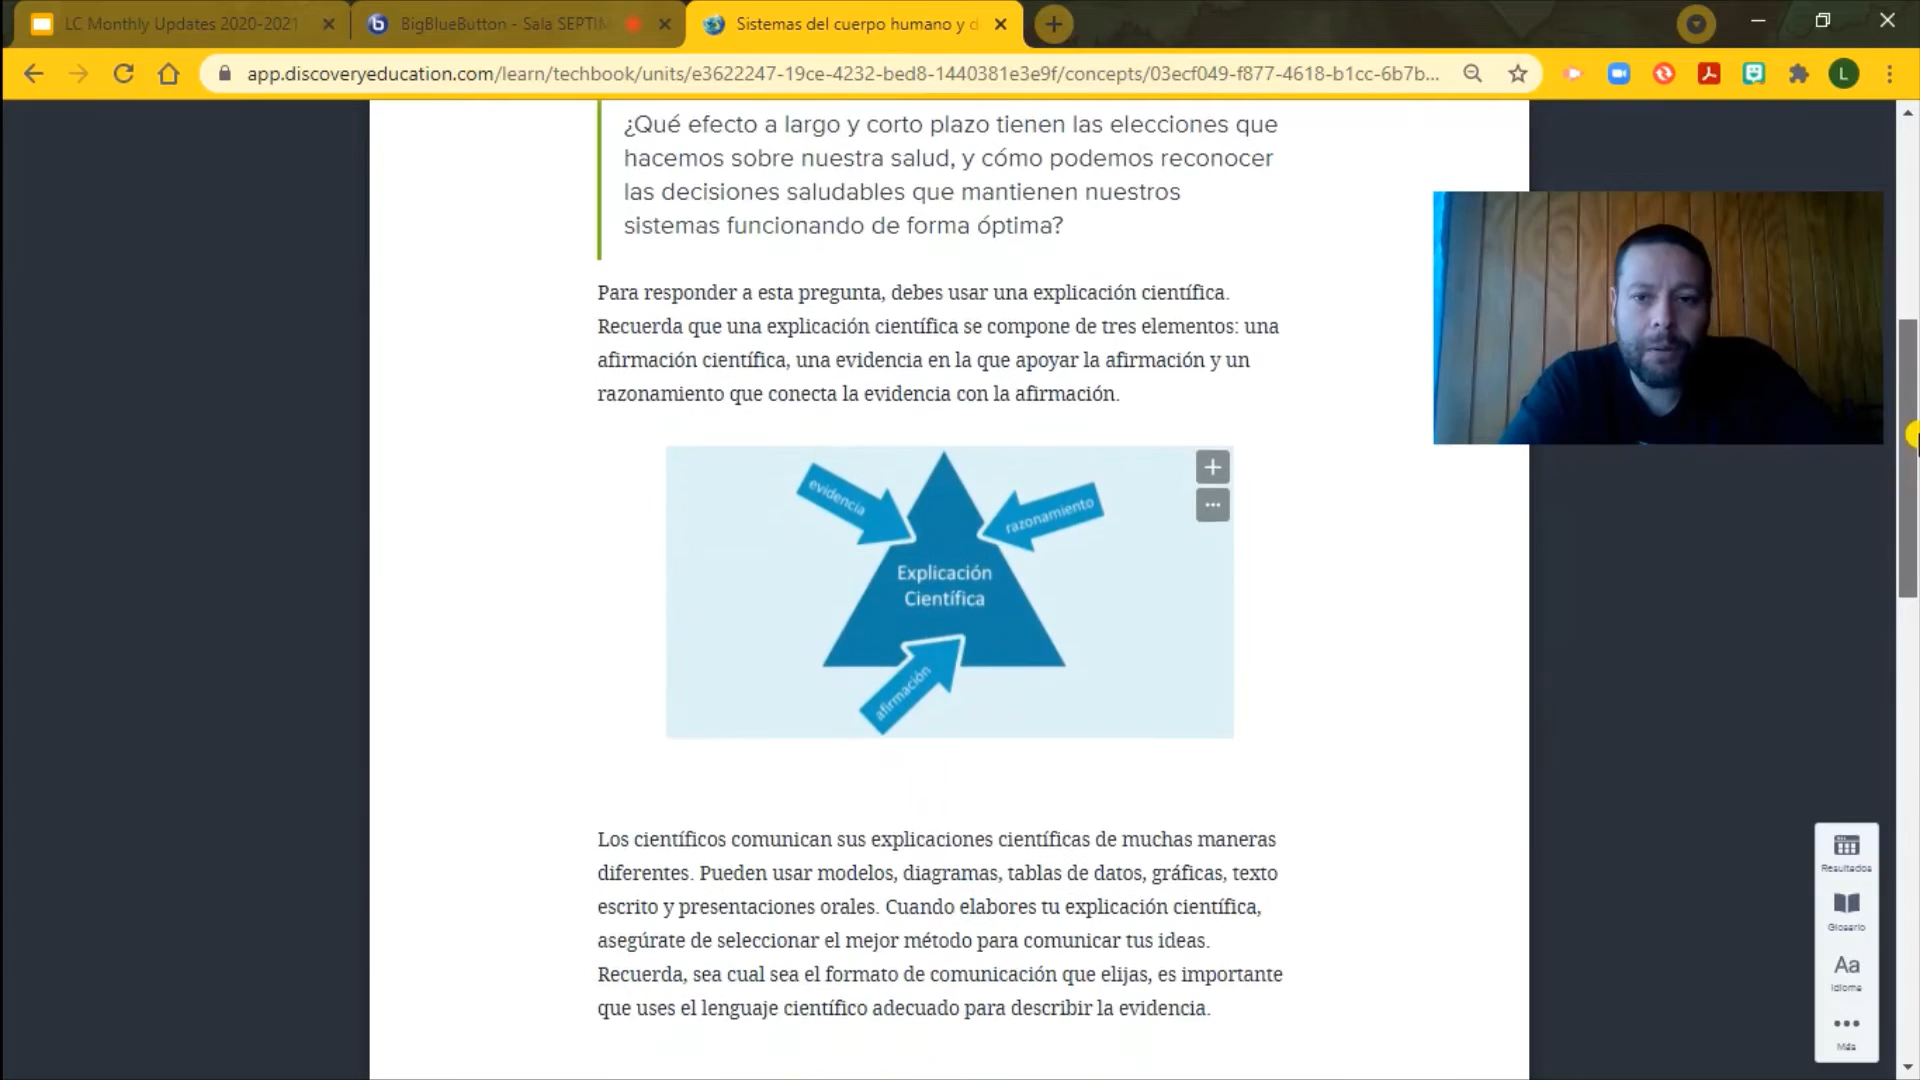 LC Monthly Updates 2020-2021
BigBlueButton - Sala SEPTIM
Sistemas del cuerpo humano y d
app.discoveryeducation.com/learn/techbook/units/e3622247-19ce-4232-bed8-1440381e3e9f/concepts/03ecf049-f877-4618-b1cc-6b7b...
L
¿Qué efecto a largo y corto plazo tienen las elecciones que
hacemos sobre nuestra salud, y cómo podemos reconocer
las decisiones saludables que mantienen nuestros
sistemas funcionando de forma óptima?
Para responder a esta pregunta, debes usar una explicación científica.
Recuerda que una explicación científica se compone de tres elementos: una
afirmación científica, una evidencia en la que apoyar la afirmación y un
razonamiento que conecta la evidencia con la afirmación.
evidencia
razonamiento
Explicación
Científica
afirmación
Los científicos comunican sus explicaciones científicas de muchas maneras
diferentes. Pueden usar modelos, diagramas, tablas de datos, gráficas, texto
escrito y presentaciones orales. Cuando elabores tu explicación científica,
asegúrate de seleccionar el mejor método para comunicar tus ideas.
Recuerda, sea cual sea el formato de comunicación que elijas, es importante
que uses el lenguaje científico adecuado para describir la evidencia.
Resultados
Glosario
Aa
Idioma
Más